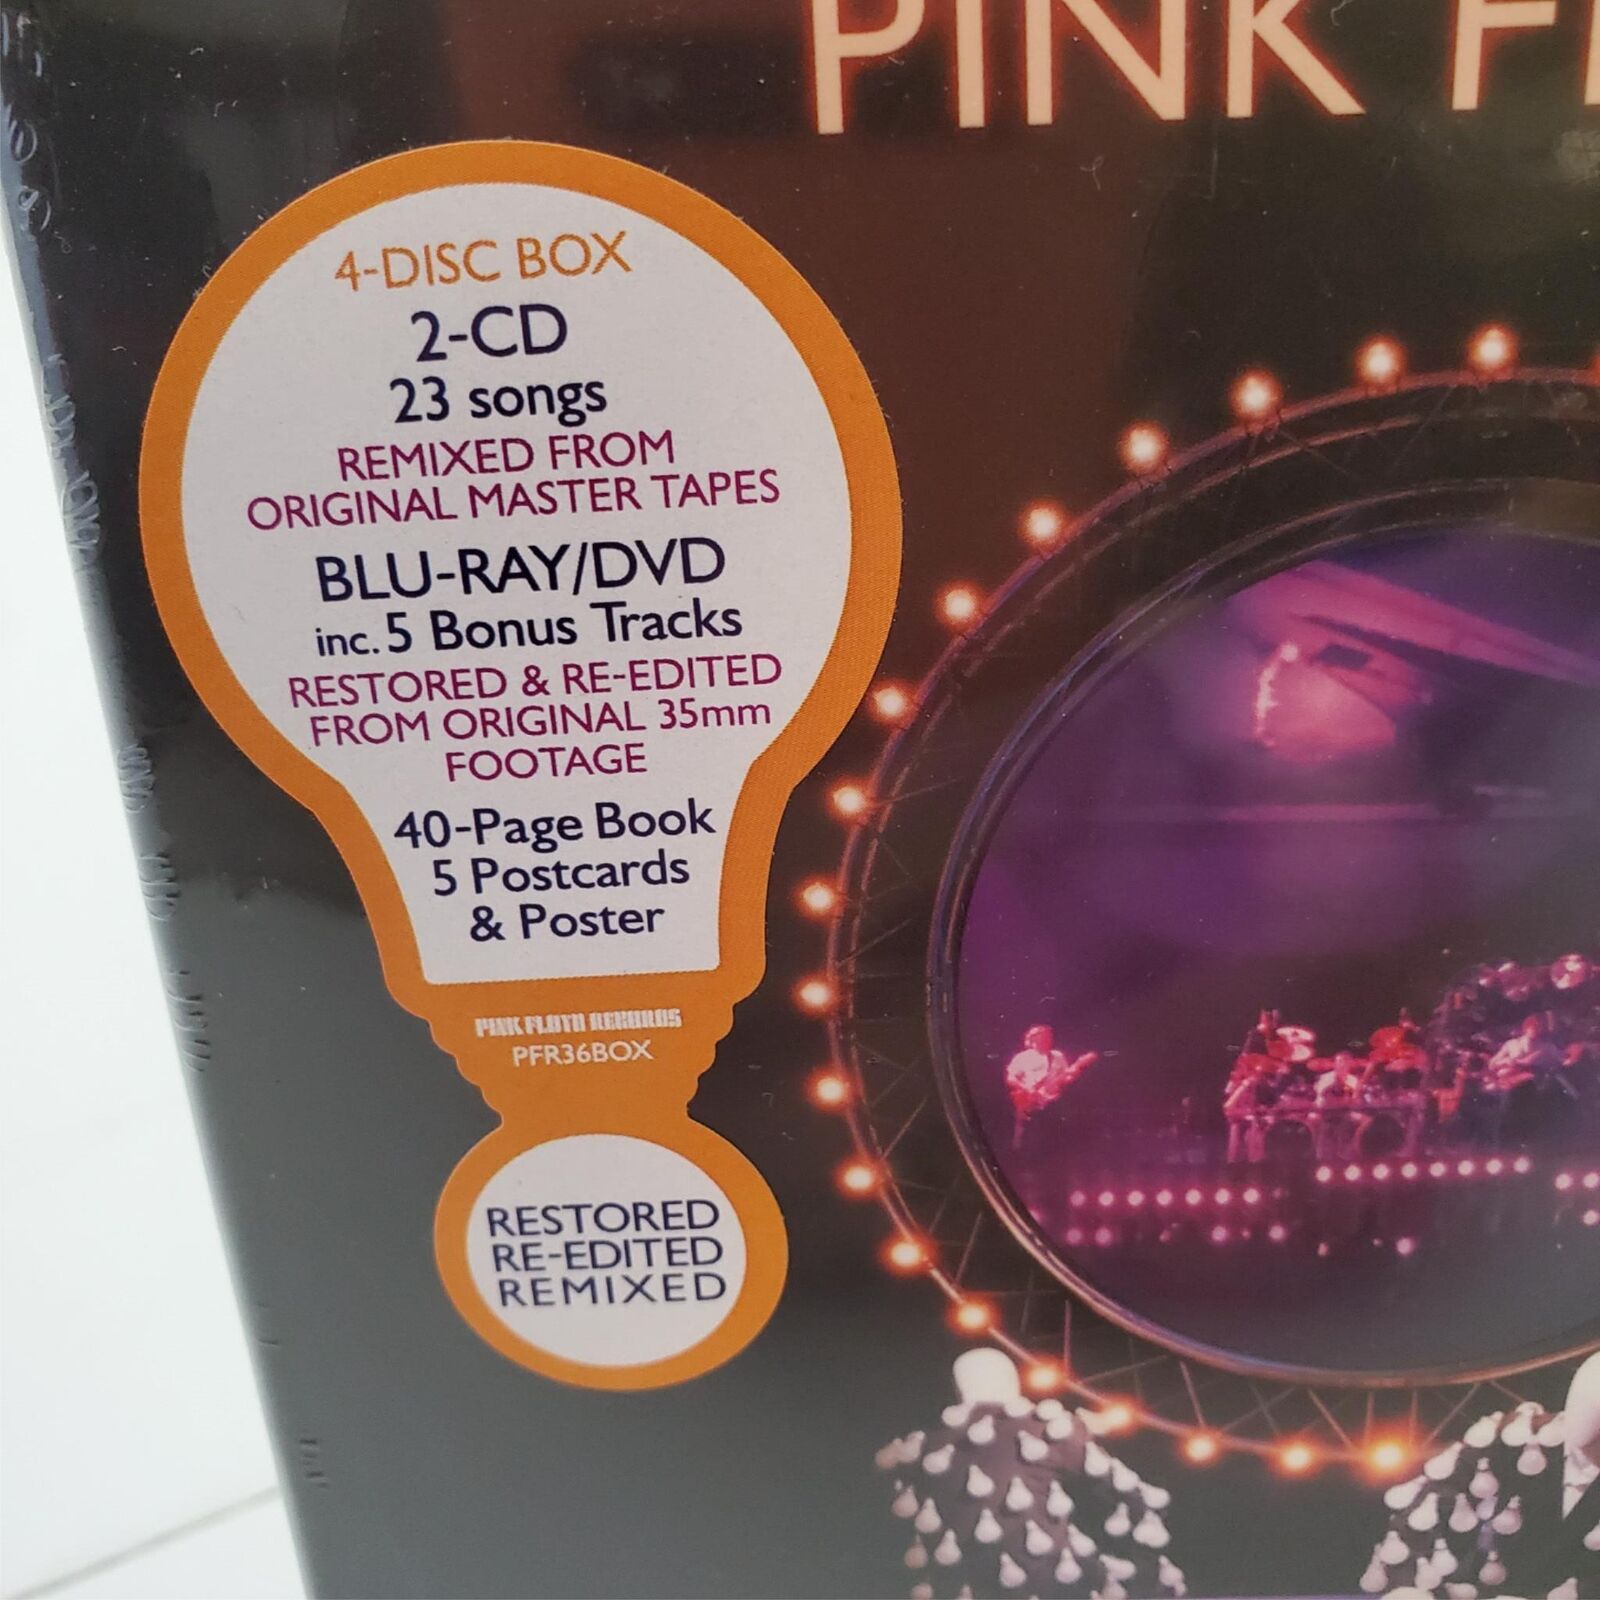 PINK F
4-DISC BOX
2-CD
23 songs
REMIXED FROM
ORIGINAL MASTER TAPES
BLU-RAY/DVD
inc. 5 Bonus Tracks
RESTORED & RE-EDITED
FROM ORIGINAL 35mm
FOOTAGE
40-Page Book
5 Postcards
& Poster
PINK FLOYD RECORDS
PFR36BOX
RESTORED
RE-EDITED
REMIXED